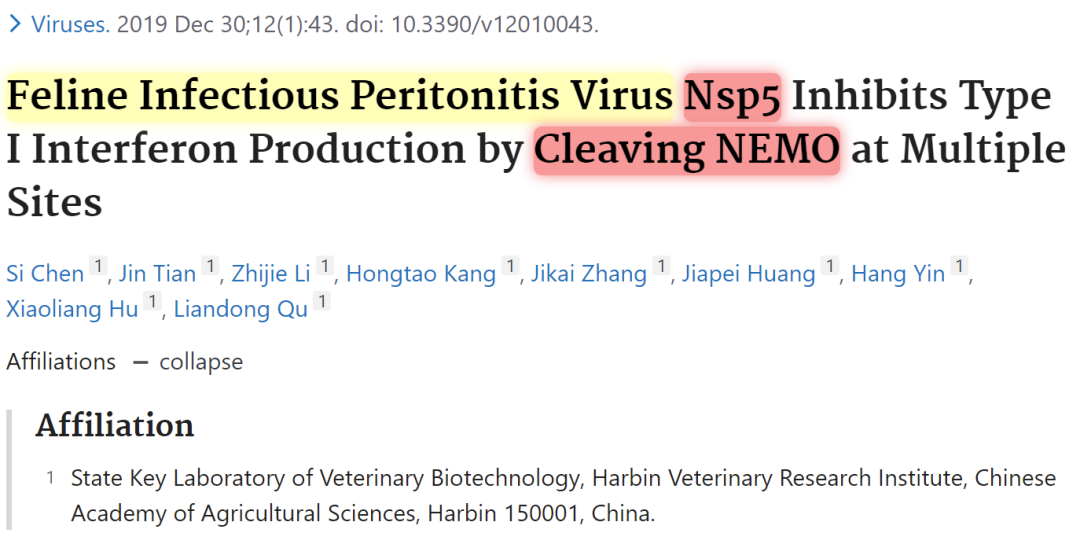 > Viruses. 2019 Dec 30;12(1):43. doi: 10.3390/v12010043.
Feline Infectious Peritonitis Virus Nsp5 Inhibits Type
I Interferon Production by Cleaving NEMO at Multiple
Sites
Si Chen 1, Jin Tian 1, Zhijie Li 1, Hongtao Kang 1, Jikai Zhang 1, Jiapei Huang 1, Hang Yin 1,
Xiaoliang Hu 1, Liandong Qu 1
Affiliations — collapse
Affiliation
1 State Key Laboratory of Veterinary Biotechnology, Harbin Veterinary Research Institute, Chinese
Academy of Agricultural Sciences, Harbin 150001, China.